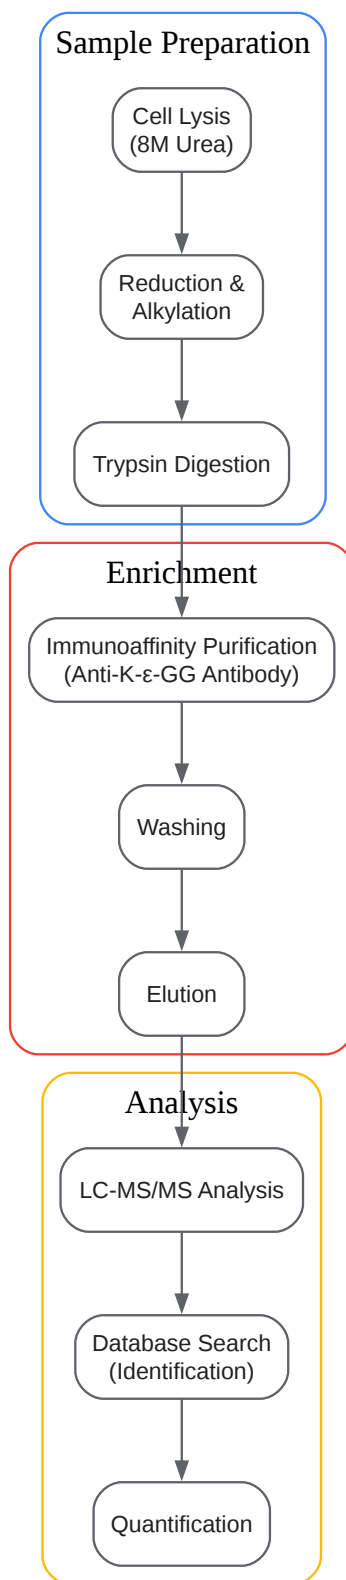 Sample Preparation
Cell Lysis
(8M Urea)
Reduction &
Alkylation
Trypsin Digestion
Enrichment
Immunoaffinity Purification
(Anti-K-ε-GG Antibody)
Washing
Elution
Analysis
LC-MS/MS Analysis
Database Search
(Identification)
Quantification